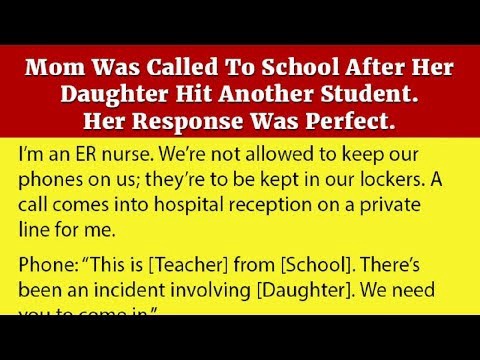 Mom Was Called To School After Her
Daughter Hit Another Student.
Her Response Was Perfect.
I'm an ER nurse. We're not allowed to keep our
phones on us; they're to be kept in our lockers. A
call comes into hospital reception on a private
line for me.
Phone: “This is [Teacher] from [School]. There's
been an incident involving [Daughter]. We need
you to come in.”